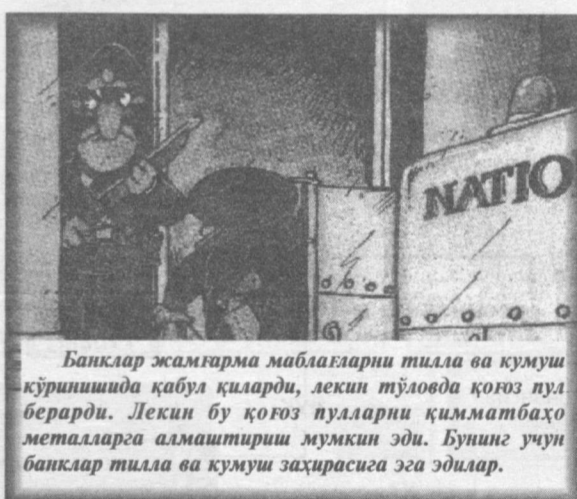 NATIO
Банклар жамғарма маблағларни тилла ва кумуш
кўринишида қабул қиларди, лекин тўловда қоғоз пул
берарди. Лекин бу қоғоз пулларни қимматбаҳо
металларга алмаштириш мумкин эди. Бунинг учун
банклар тилла ва кумуш заҳирасига эга эдилар.